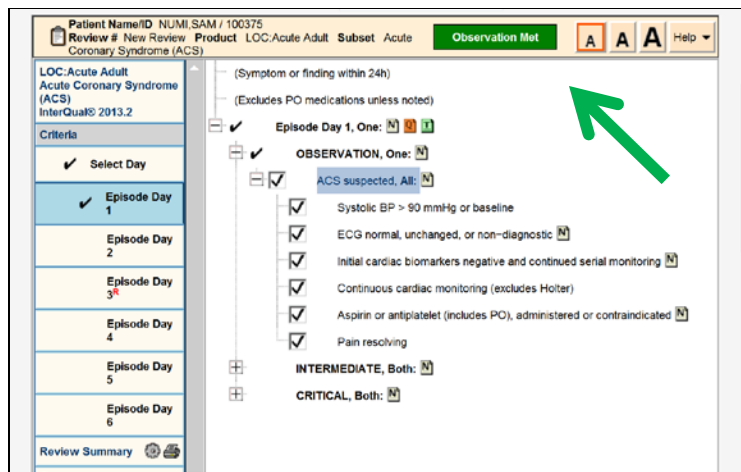 Patient Name/ID NUMI,SAM / 100375
Review # New Review Product LOC:Acute Adult Subset Acute
Coronary Syndrome (ACS)
Observation Met
A A A Help
LOC:Acute Adult
Acute Coronary Syndrome
(ACS)
InterQual® 2013.2
Criteria
Select Day
Episode Day
1
Episode Day
2
Episode Day
3R
Episode Day
4
Episode Day
5
Episode Day
6
Review Summary
(Symptom or finding within 24h)
(Excludes PO medications unless noted)
Episode Day 1, One: N Q T
OBSERVATION, One: N
ACS suspected, All: N
Systolic BP > 90 mmHg or baseline
ECG normal, unchanged, or non-diagnostic N
Initial cardiac biomarkers negative and continued serial monitoring N
Continuous cardiac monitoring (excludes Holter)
Aspirin or antiplatelet (includes PO), administered or contraindicated N
Pain resolving
INTERMEDIATE, Both: N
CRITICAL, Both: N